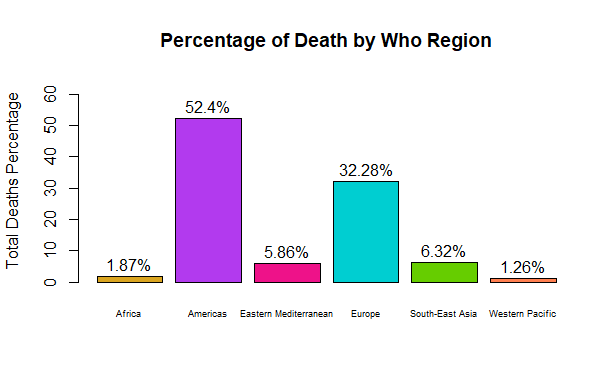 Percentage of Death by Who Region
Total Deaths Percentage
60
50
40
30
20
10
0
1.87%
52.4%
5.86%
32.28%
6.32%
1.26%
Africa
Americas
Eastern Mediterranean
Europe
South-East Asia
Western Pacific